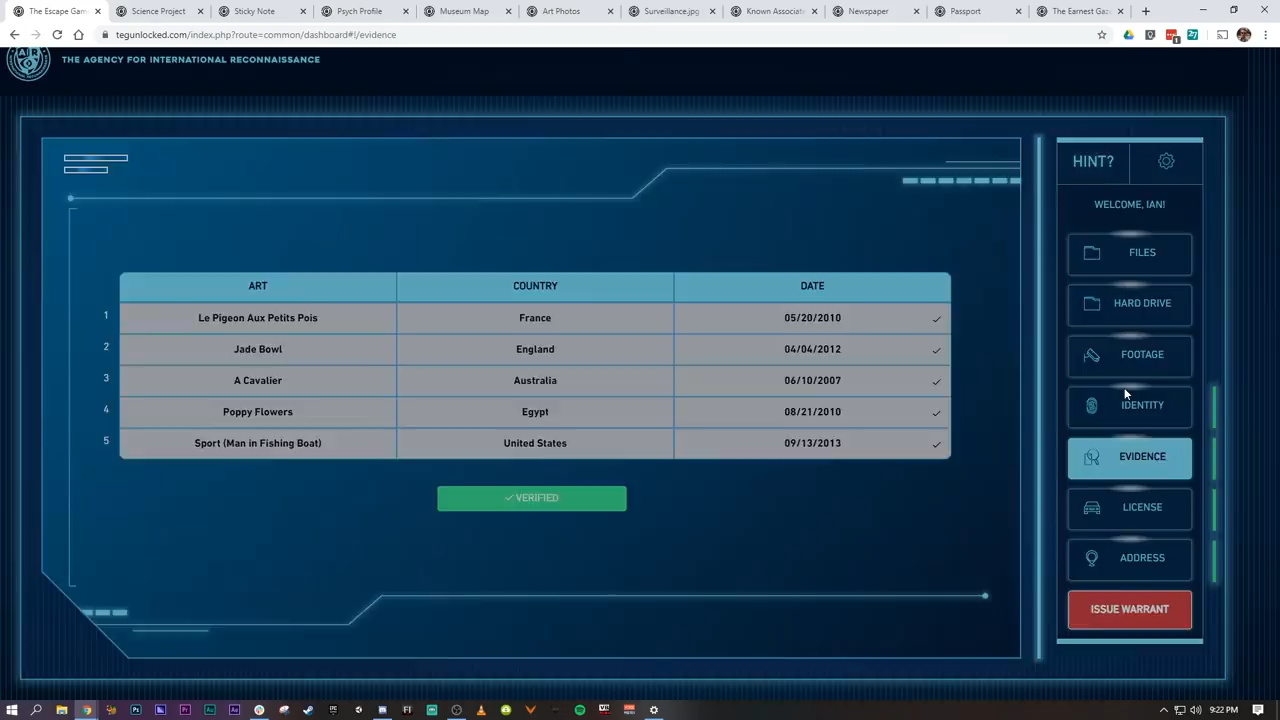 The Escape Gam
Science Project
Sticky Note
Psych Profile
Museum Map
Art Photos
Surveillance.jpg
Known Associat
Newspaper
Passport
The Earnest Gaz
tegunlocked.com/index.php?route=common/dashboard#!/evidence
THE AGENCY FOR INTERNATIONAL RECONNAISSANCE
HINT?
WELCOME, IAN!
ART COUNTRY DATE
1 Le Pigeon Aux Petits Pois France 05/20/2010
2 Jade Bowl England 04/04/2012
3 A Cavalier Australia 06/10/2007
4 Poppy Flowers Egypt 08/21/2010
5 Sport (Man in Fishing Boat) United States 09/13/2013
VERIFIED
FILES
HARD DRIVE
FOOTAGE
IDENTITY
EVIDENCE
LICENSE
ADDRESS
ISSUE WARRANT
9:22 PM